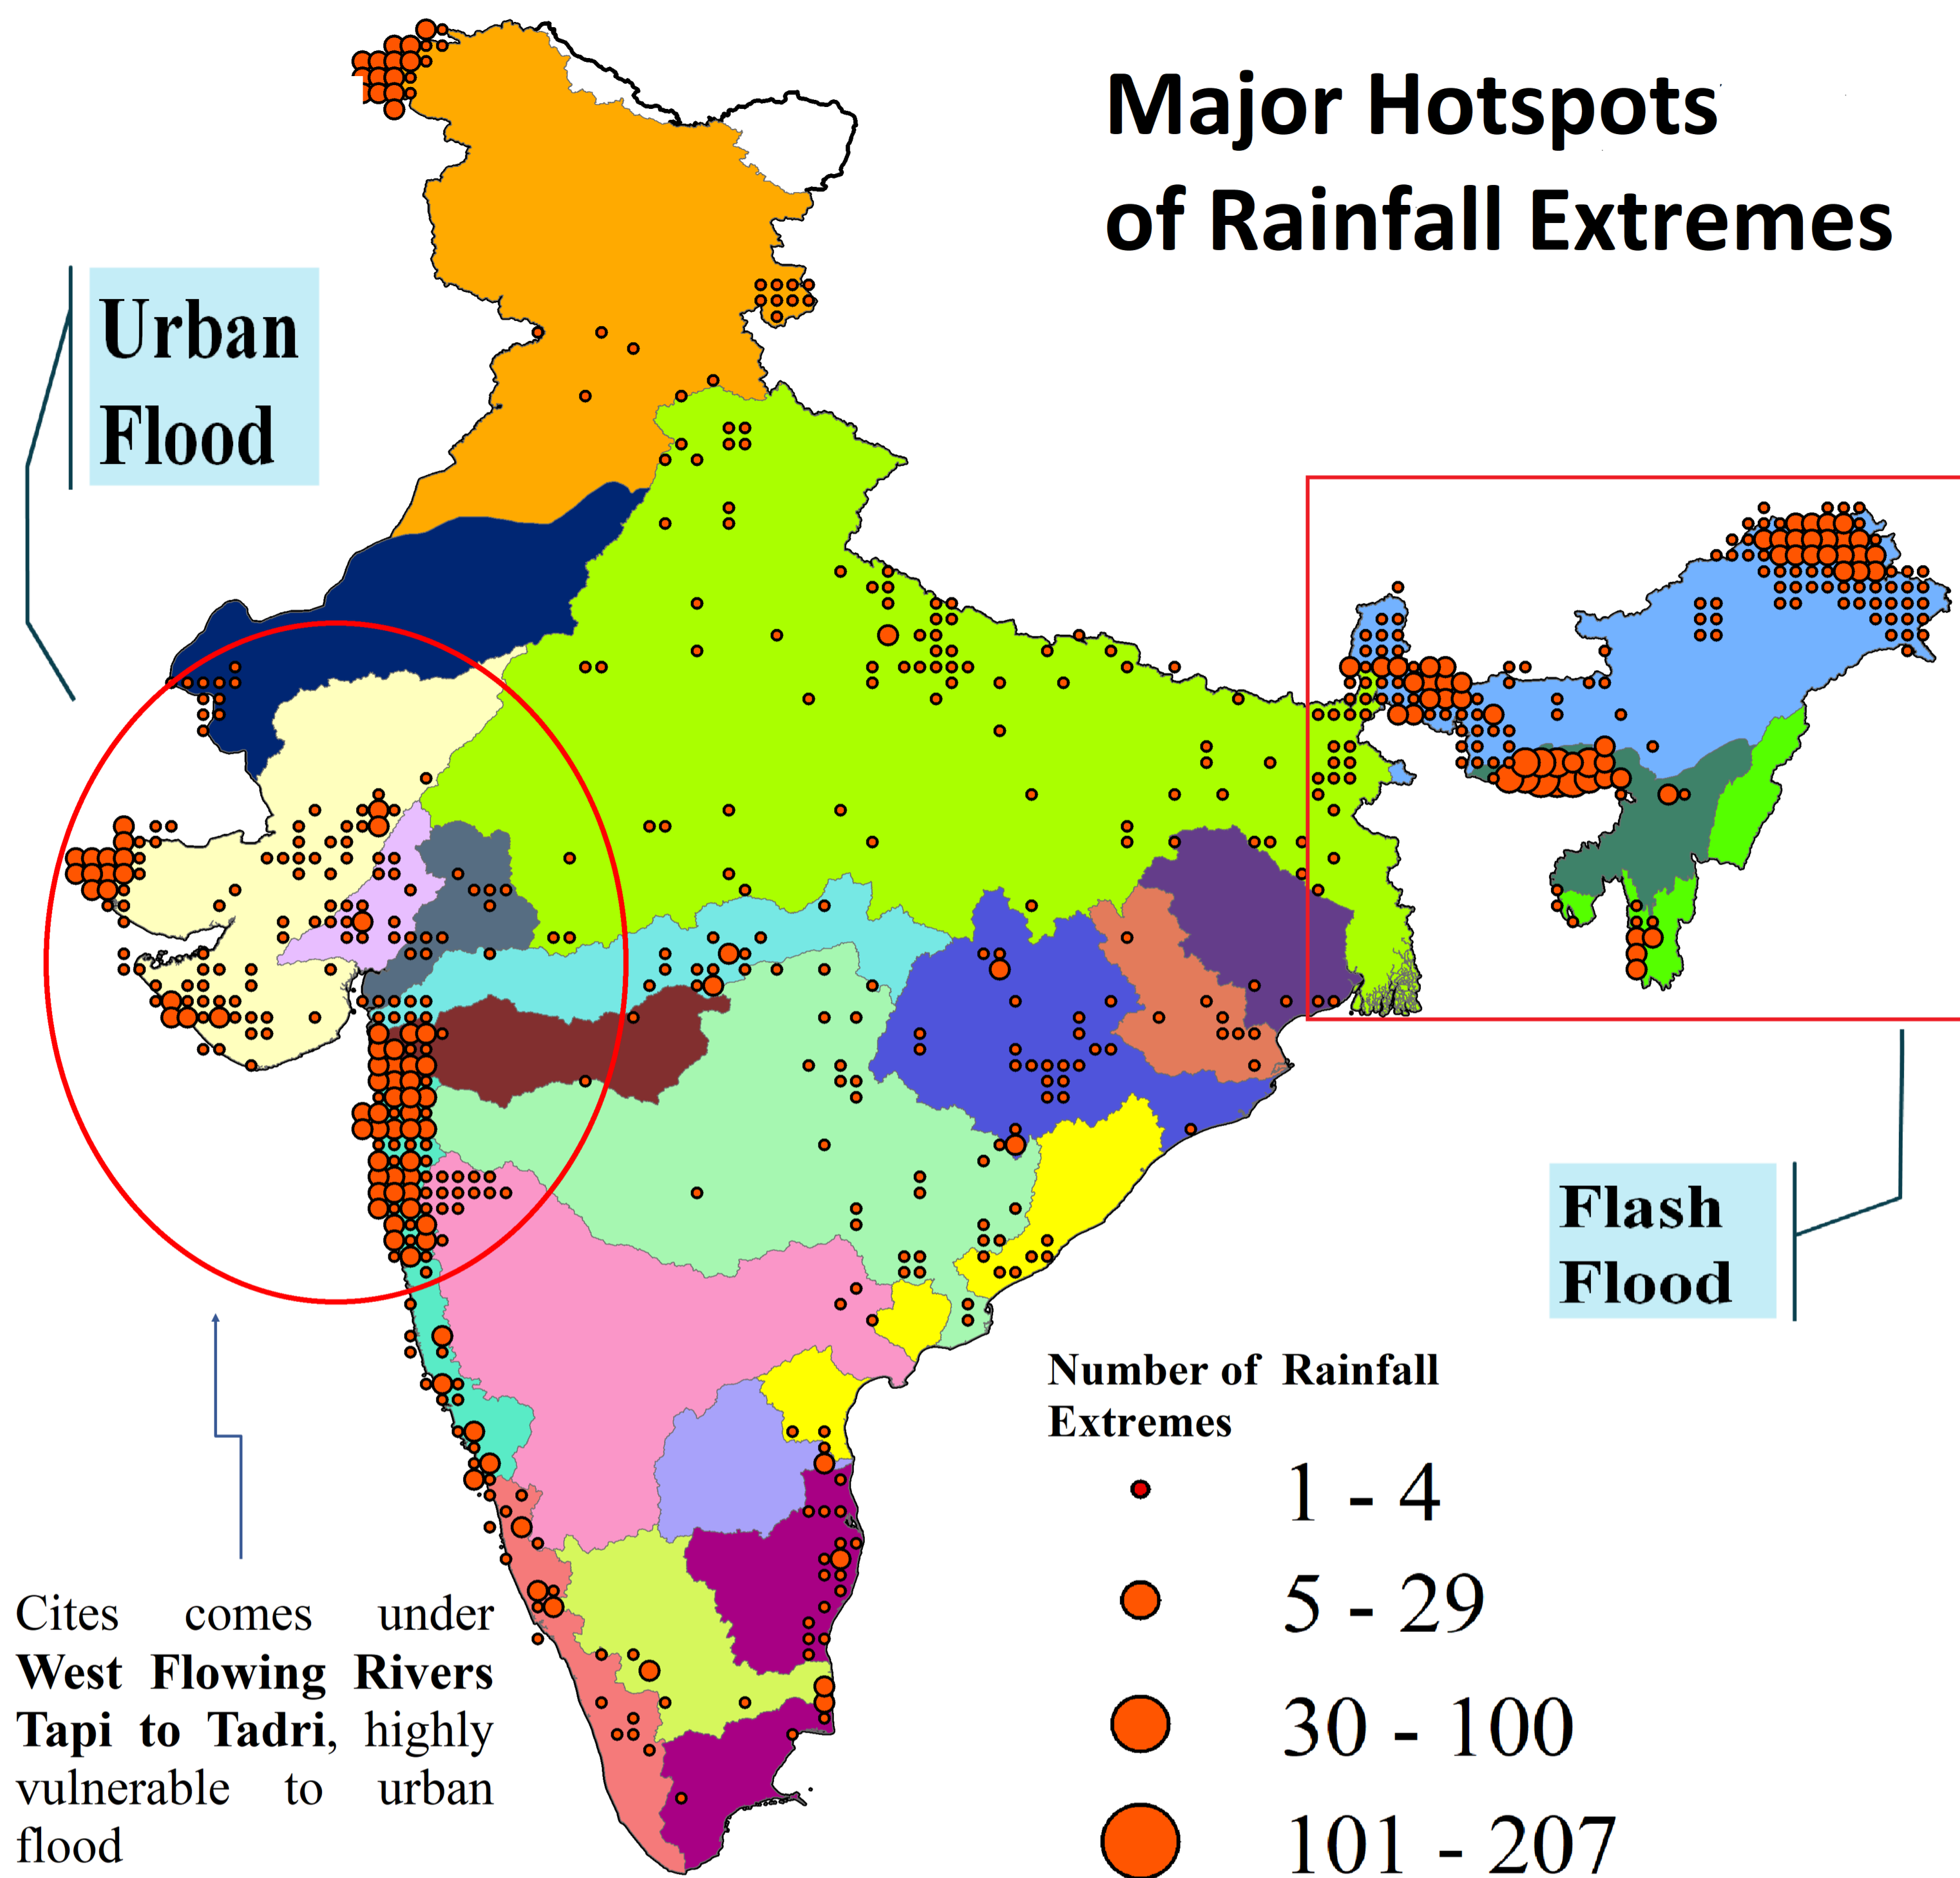 Major Hotspots
of Rainfall Extremes
Urban
Flood
Flash
Flood
Number of Rainfall
Extremes
1 - 4
5 - 29
30 - 100
101 - 207
Cites comes under
West Flowing Rivers
Tapi to Tadri, highly
vulnerable to urban
flood